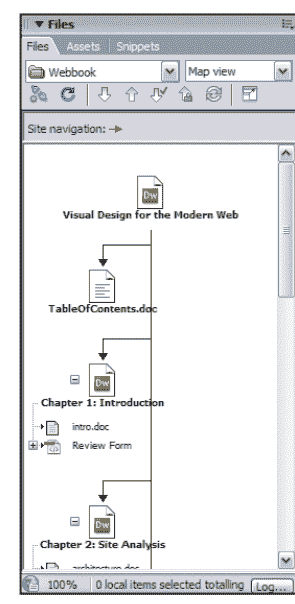 Files
Files Assets Snippets
Webbook Map view
Site navigation:
Dw
Visual Design for the Modern Web
TableOfContents.doc
Dw
Chapter 1: Introduction
intro.doc
Review Form
Dw
Chapter 2: Site Analysis
architecture.doc
100% 0 local items selected totalling Log...